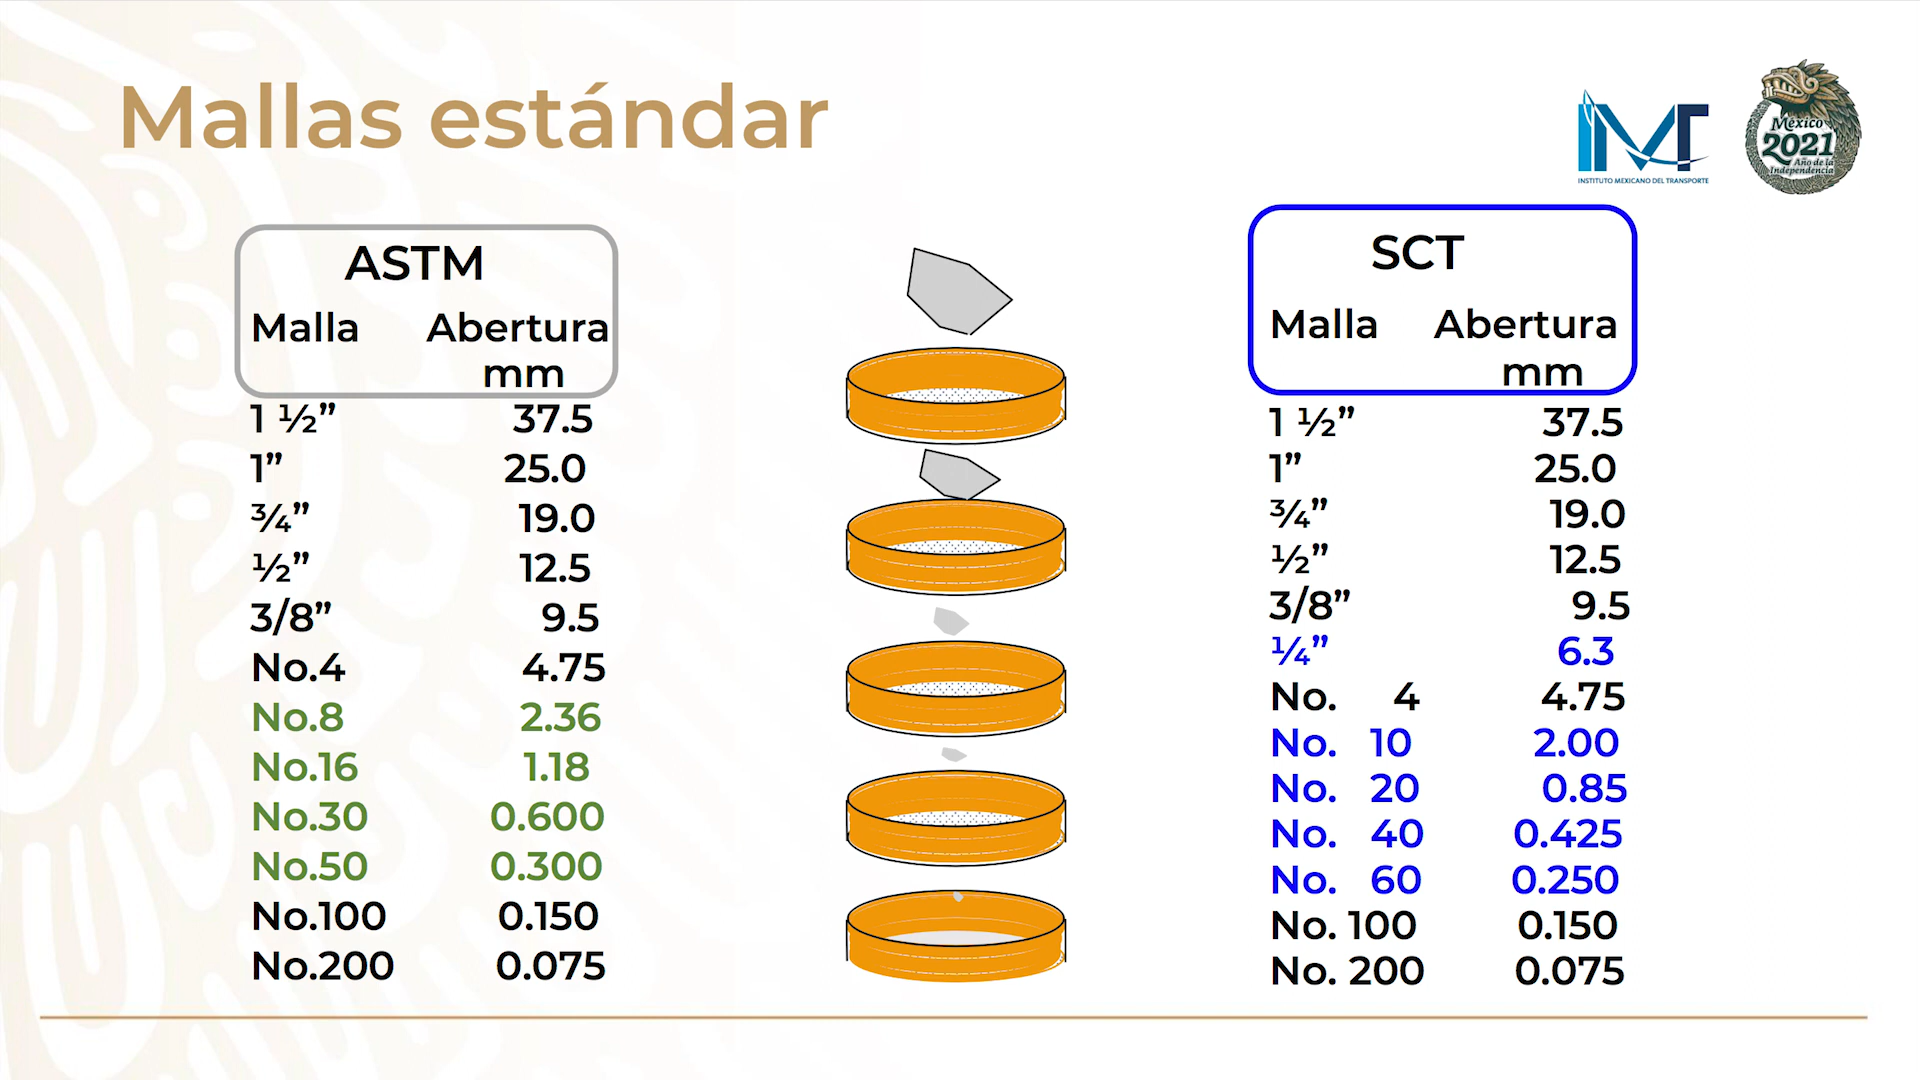 Mallas estándar
IMT
INSTITUTO MEXICANO DEL TRANSPORTE
México
2021
Año de la
Independencia
ASTM
Malla Abertura
mm
1 ½” 37.5
1” 25.0
¾” 19.0
½” 12.5
3/8” 9.5
No.4 4.75
No.8 2.36
No.16 1.18
No.30 0.600
No.50 0.300
No.100 0.150
No.200 0.075
SCT
Malla Abertura
mm
1 ½” 37.5
1” 25.0
¾” 19.0
½” 12.5
3/8” 9.5
¼” 6.3
No. 4 4.75
No. 10 2.00
No. 20 0.85
No. 40 0.425
No. 60 0.250
No. 100 0.150
No. 200 0.075